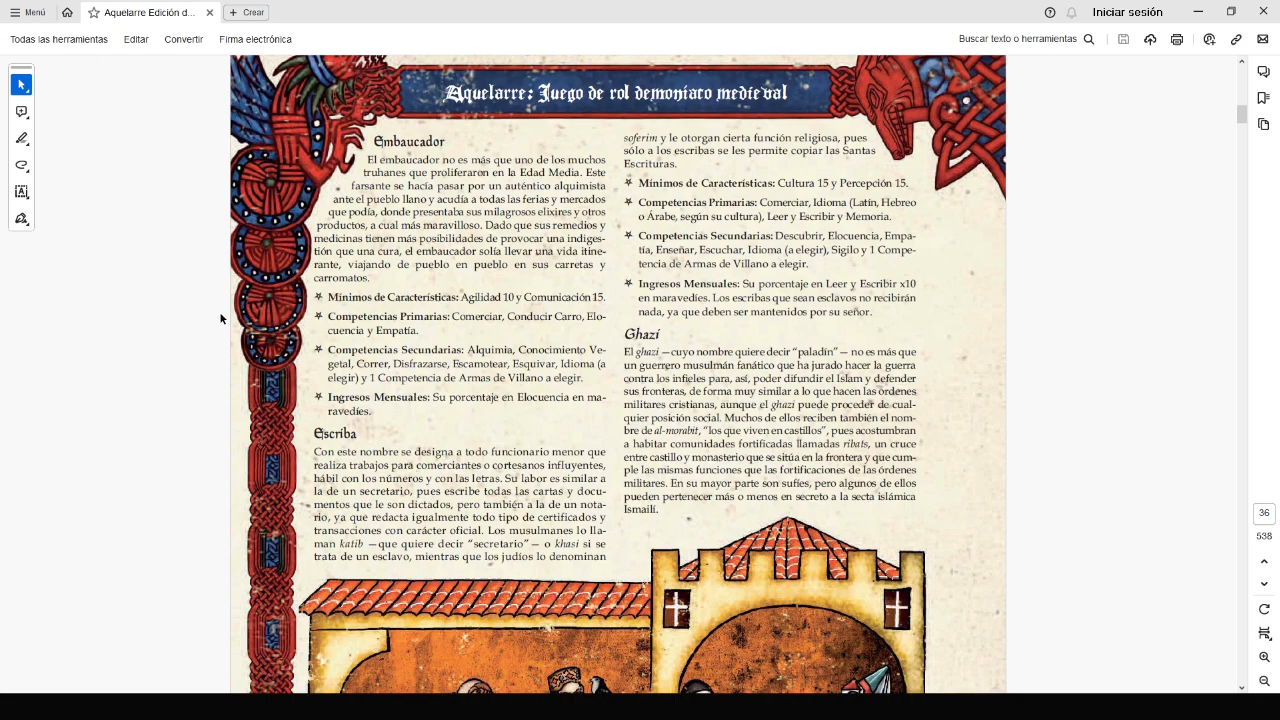 Menú
Aquelarre Edición d...
Crear
Iniciar sesión
Todas las herramientas
Editar
Convertir
Firma electrónica
Buscar texto o herramientas
Aquelarre: Juego de rol demoníaco medieval
Embaucador
El embaucador no es más que uno de los muchos
truhanes que proliferaron en la Edad Media. Este
farsante se hacía pasar por un auténtico alquimista
ante el pueblo llano y acudía a todas las ferias y mercados
que podía, donde presentaba sus milagrosos elixires y otros
productos, a cual más maravilloso. Dado que sus remedios y
medicinas tienen más posibilidades de provocar una indiges-
tión que una cura, el embaucador solía llevar una vida itine-
rante, viajando de pueblo en pueblo en sus carretas y
carromatos.
Mínimos de Características: Agilidad 10 y Comunicación 15.
Competencias Primarias: Comerciar, Conducir Carro, Elo-
cuencia y Empatía.
Competencias Secundarias: Alquimia, Conocimiento Ve-
getal, Correr, Disfrazarse, Escamotear, Esquivar, Idioma (a
elegir) y 1 Competencia de Armas de Villano a elegir.
Ingresos Mensuales: Su porcentaje en Elocuencia en ma-
ravedíes.
Escriba
Con este nombre se designa a todo funcionario menor que
realiza trabajos para comerciantes o cortesanos influyentes,
hábil con los números y con las letras. Su labor es similar a
la de un secretario, pues escribe todas las cartas y docu-
mentos que le son dictados, pero también a la de un nota-
rio, ya que redacta igualmente todo tipo de certificados y
transacciones con carácter oficial. Los musulmanes lo lla-
man katib —que quiere decir “secretario”— o khasi si se
trata de un esclavo, mientras que los judíos lo denominan
soferim y le otorgan cierta función religiosa, pues
sólo a los escribas se les permite copiar las Santas
Escrituras.
Mínimos de Características: Cultura 15 y Percepción 15.
Competencias Primarias: Comerciar, Idioma (Latín, Hebreo
o Árabe, según su cultura), Leer y Escribir y Memoria.
Competencias Secundarias: Descubrir, Elocuencia, Empa-
tía, Enseñar, Escuchar, Idioma (a elegir), Sigilo y 1 Compe-
tencia de Armas de Villano a elegir.
Ingresos Mensuales: Su porcentaje en Leer y Escribir x10
en maravedíes. Los escribas que sean esclavos no recibirán
nada, ya que deben ser mantenidos por su señor.
Ghazí
El ghazi —cuyo nombre quiere decir “paladín”— no es más que
un guerrero musulmán fanático que ha jurado hacer la guerra
contra los infieles para, así, poder difundir el Islam y defender
sus fronteras, de forma muy similar a lo que hacen las órdenes
militares cristianas, aunque el ghazi puede proceder de cual-
quier posición social. Muchos de ellos reciben también el nom-
bre de al-morabit, “los que viven en castillos”, pues acostumbran
a habitar comunidades fortificadas llamadas ribats, un cruce
entre castillo y monasterio que se sitúa en la frontera y que cum-
ple las mismas funciones que las fortificaciones de las órdenes
militares. En su mayor parte son sufíes, pero algunos de ellos
pueden pertenecer más o menos en secreto a la secta islámica
Ismailí.
36
538